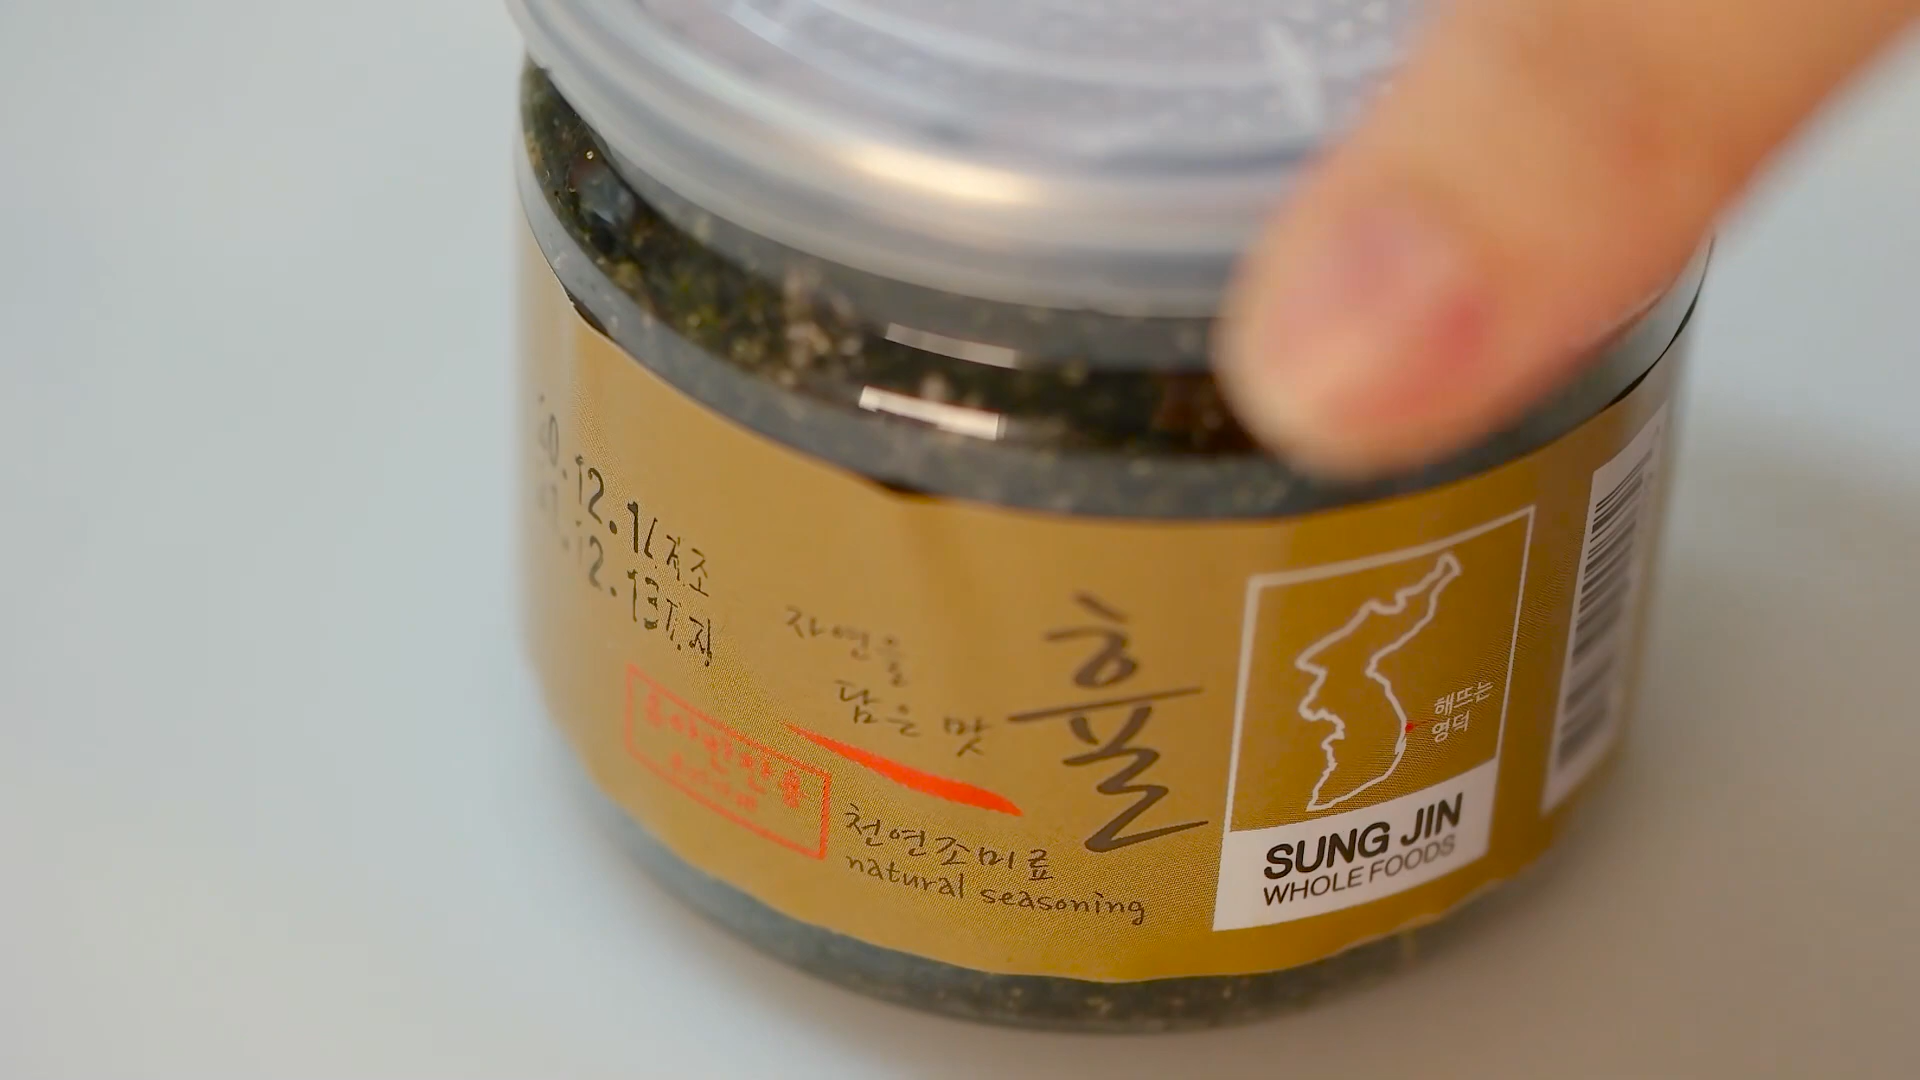 12.14제조
12.13까지
자연을
담은 맛
흞
천연조미료
natural seasoning
해뜨는
영덕
SUNG JIN
WHOLE FOODS